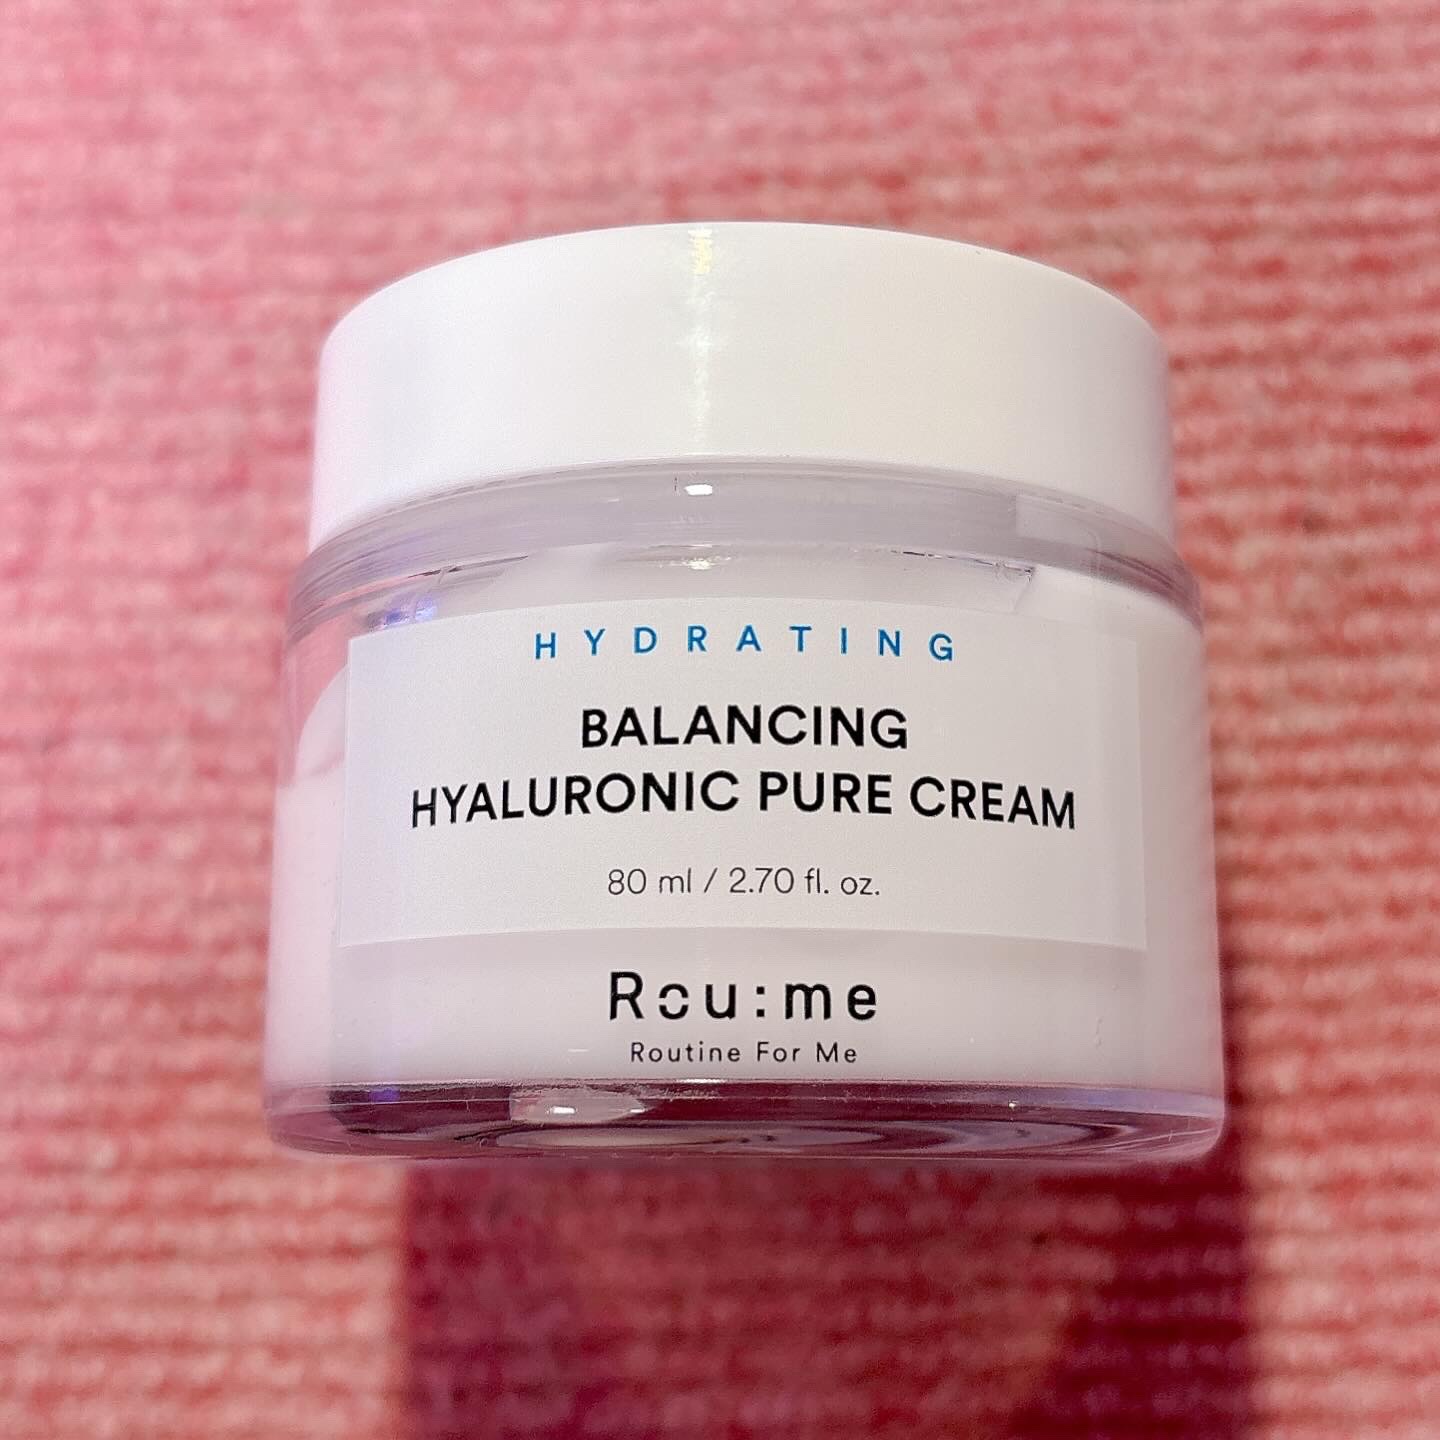 HYDRATING
BALANCING
HYALURONIC PURE CREAM
80 ml / 2.70 fl. oz.
Rou:me
Routine For Me